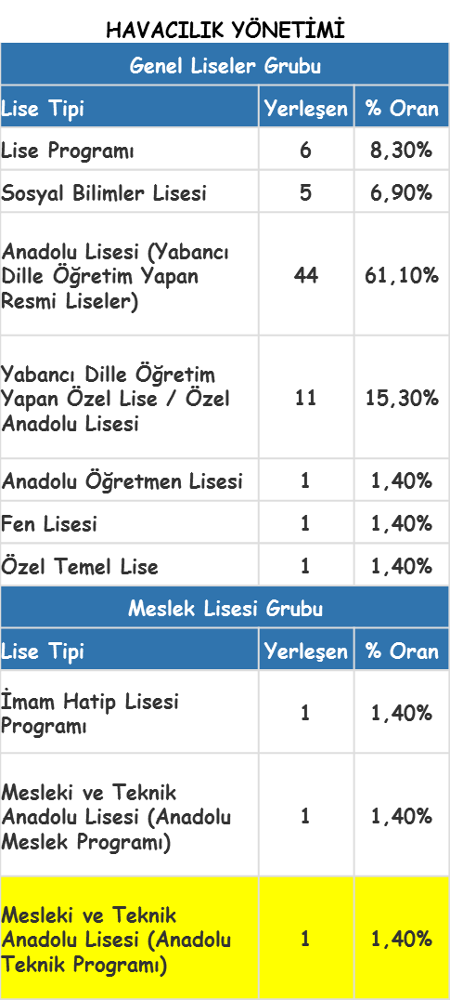 HAVACILIK YÖNETİMİ
Genel Liseler Grubu
Lise Tipi Yerleşen % Oran
Lise Programı 6 8,30%
Sosyal Bilimler Lisesi 5 6,90%
Anadolu Lisesi (Yabancı
Dille Öğretim Yapan 44 61,10%
Resmi Liseler)
Yabancı Dille Öğretim
Yapan Özel Lise / Özel 11 15,30%
Anadolu Lisesi
Anadolu Öğretmen Lisesi 1 1,40%
Fen Lisesi 1 1,40%
Özel Temel Lise 1 1,40%
Meslek Lisesi Grubu
Lise Tipi Yerleşen % Oran
İmam Hatip Lisesi
Programı 1 1,40%
Mesleki ve Teknik
Anadolu Lisesi (Anadolu 1 1,40%
Meslek Programı)
Mesleki ve Teknik
Anadolu Lisesi (Anadolu 1 1,40%
Teknik Programı)